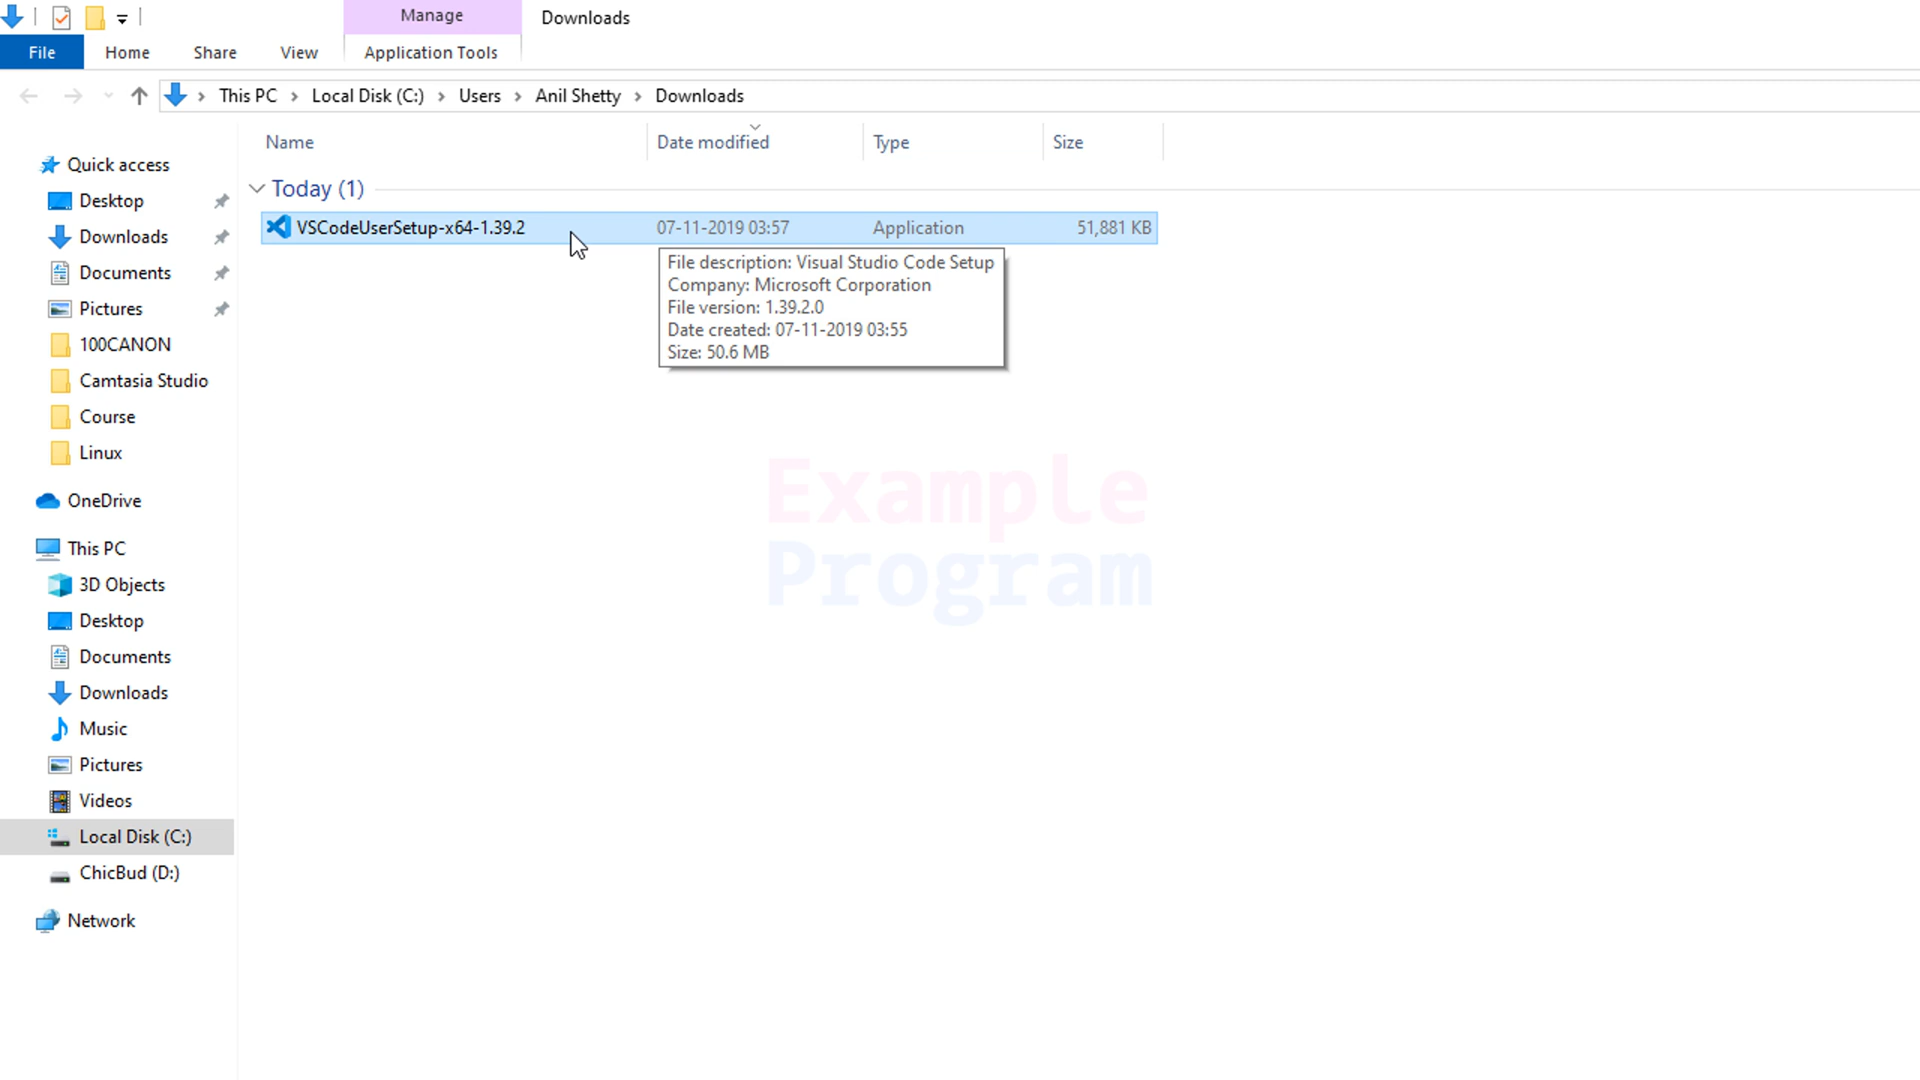 Manage
Downloads
File
Home
Share
View
Application Tools
This PC
Local Disk (C:)
Users
Anil Shetty
Downloads
Name
Date modified
Type
Size
Quick access
Desktop
Downloads
Documents
Pictures
100CANON
Camtasia Studio
Course
Linux
OneDrive
This PC
3D Objects
Desktop
Documents
Downloads
Music
Pictures
Videos
Local Disk (C:)
ChicBud (D:)
Network
Today (1)
VSCodeUserSetup-x64-1.39.2
07-11-2019 03:57
Application
51,881 KB
File description: Visual Studio Code Setup
Company: Microsoft Corporation
File version: 1.39.2.0
Date created: 07-11-2019 03:55
Size: 50.6 MB
Example
Program